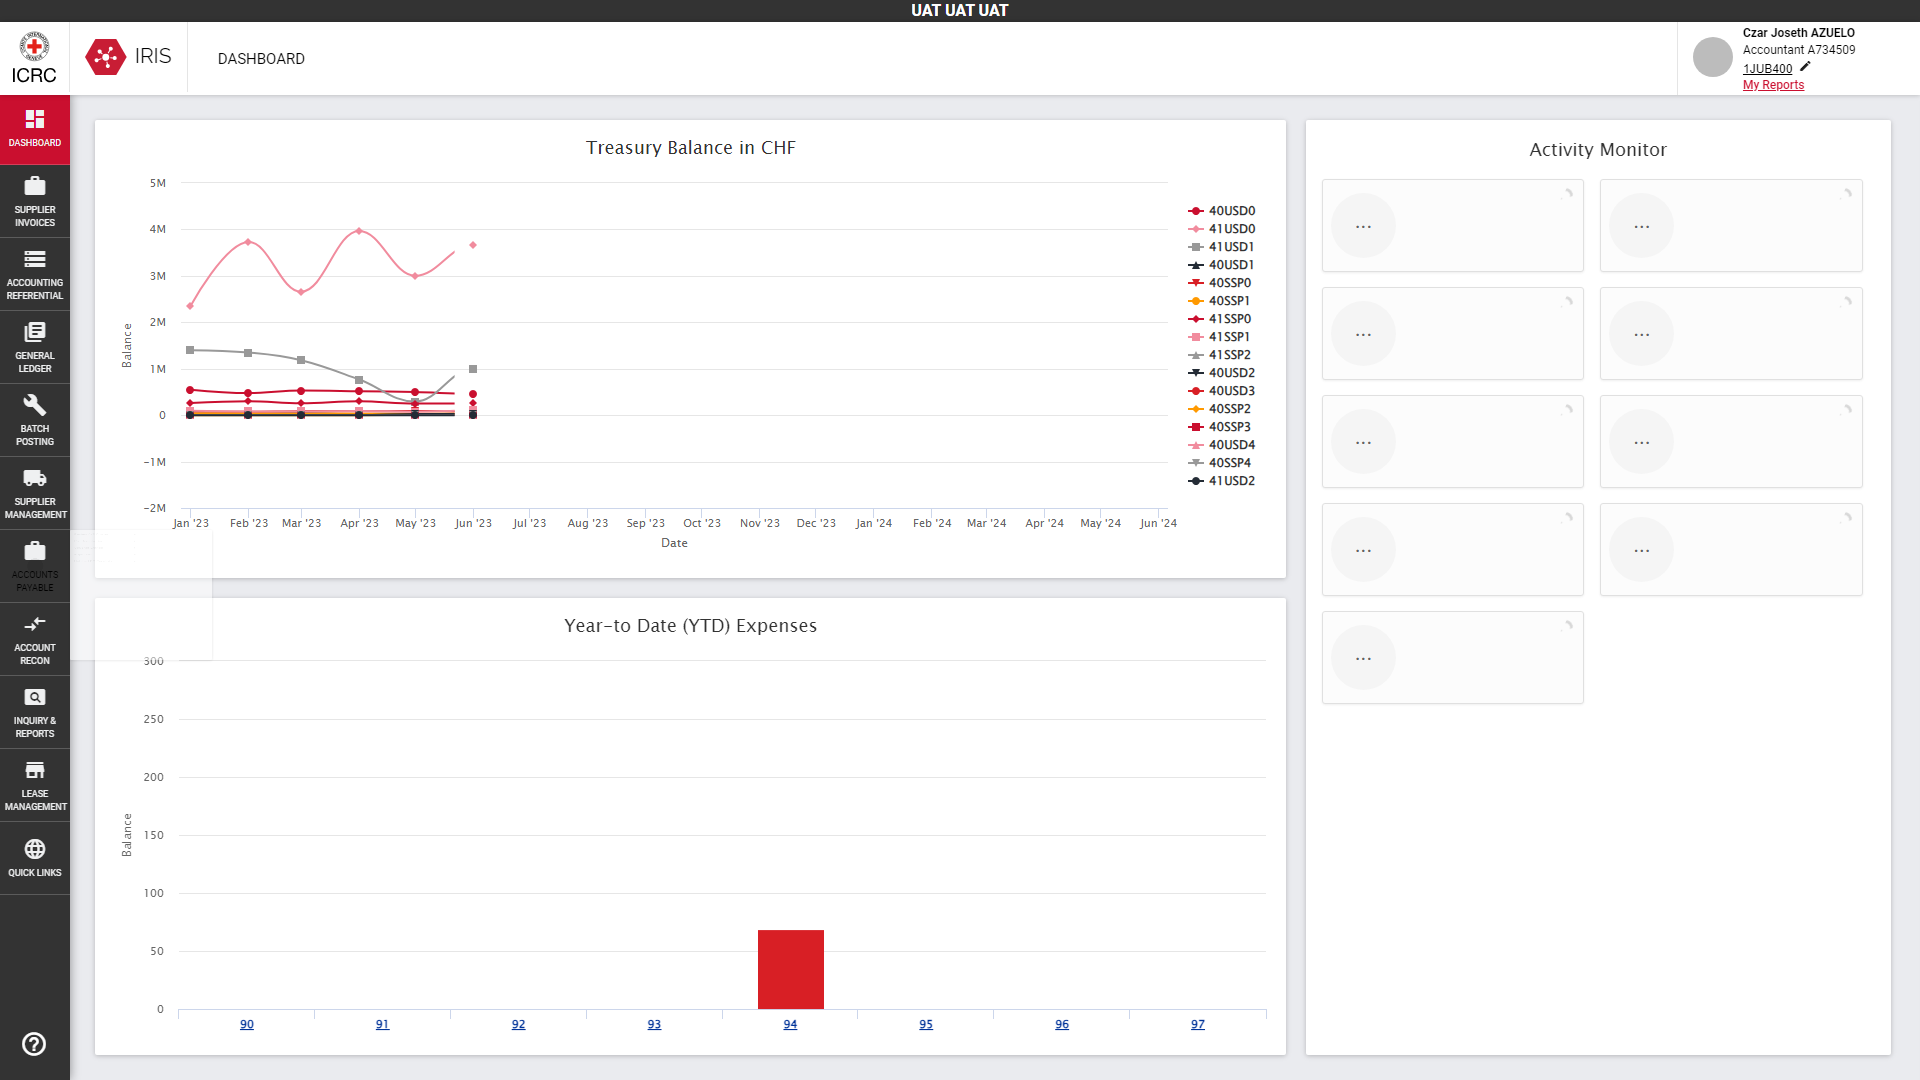 UAT UAT UAT
ICRC
IRIS
DASHBOARD
Czar Joseth AZUELO
Accountant A734509
1JUB400
My Reports
DASHBOARD
SUPPLIER
INVOICES
ACCOUNTING
REFERENTIAL
GENERAL
LEDGER
BATCH
POSTING
SUPPLIER
MANAGEMENT
ACCOUNTS
PAYABLE
ACCOUNT
RECON
INQUIRY &
REPORTS
LEASE
MANAGEMENT
QUICK LINKS
Treasury Balance in CHF
Balance
5M
4M
3M
2M
1M
0
-1M
-2M
Jan '23 Feb '23 Mar '23 Apr '23 May '23 Jun '23 Jul '23 Aug '23 Sep '23 Oct '23 Nov '23 Dec '23 Jan '24 Feb '24 Mar '24 Apr '24 May '24 Jun '24
Date
40USD0
41USD0
41USD1
40USD1
40SSP0
40SSP1
41SSP0
41SSP1
41SSP2
40USD2
40USD3
40SSP2
40SSP3
40USD4
40SSP4
41USD2
Year-to Date (YTD) Expenses
Balance
300
250
200
150
100
50
0
90 91 92 93 94 95 96 97
Activity Monitor
... ...
... ...
... ...
... ...
...